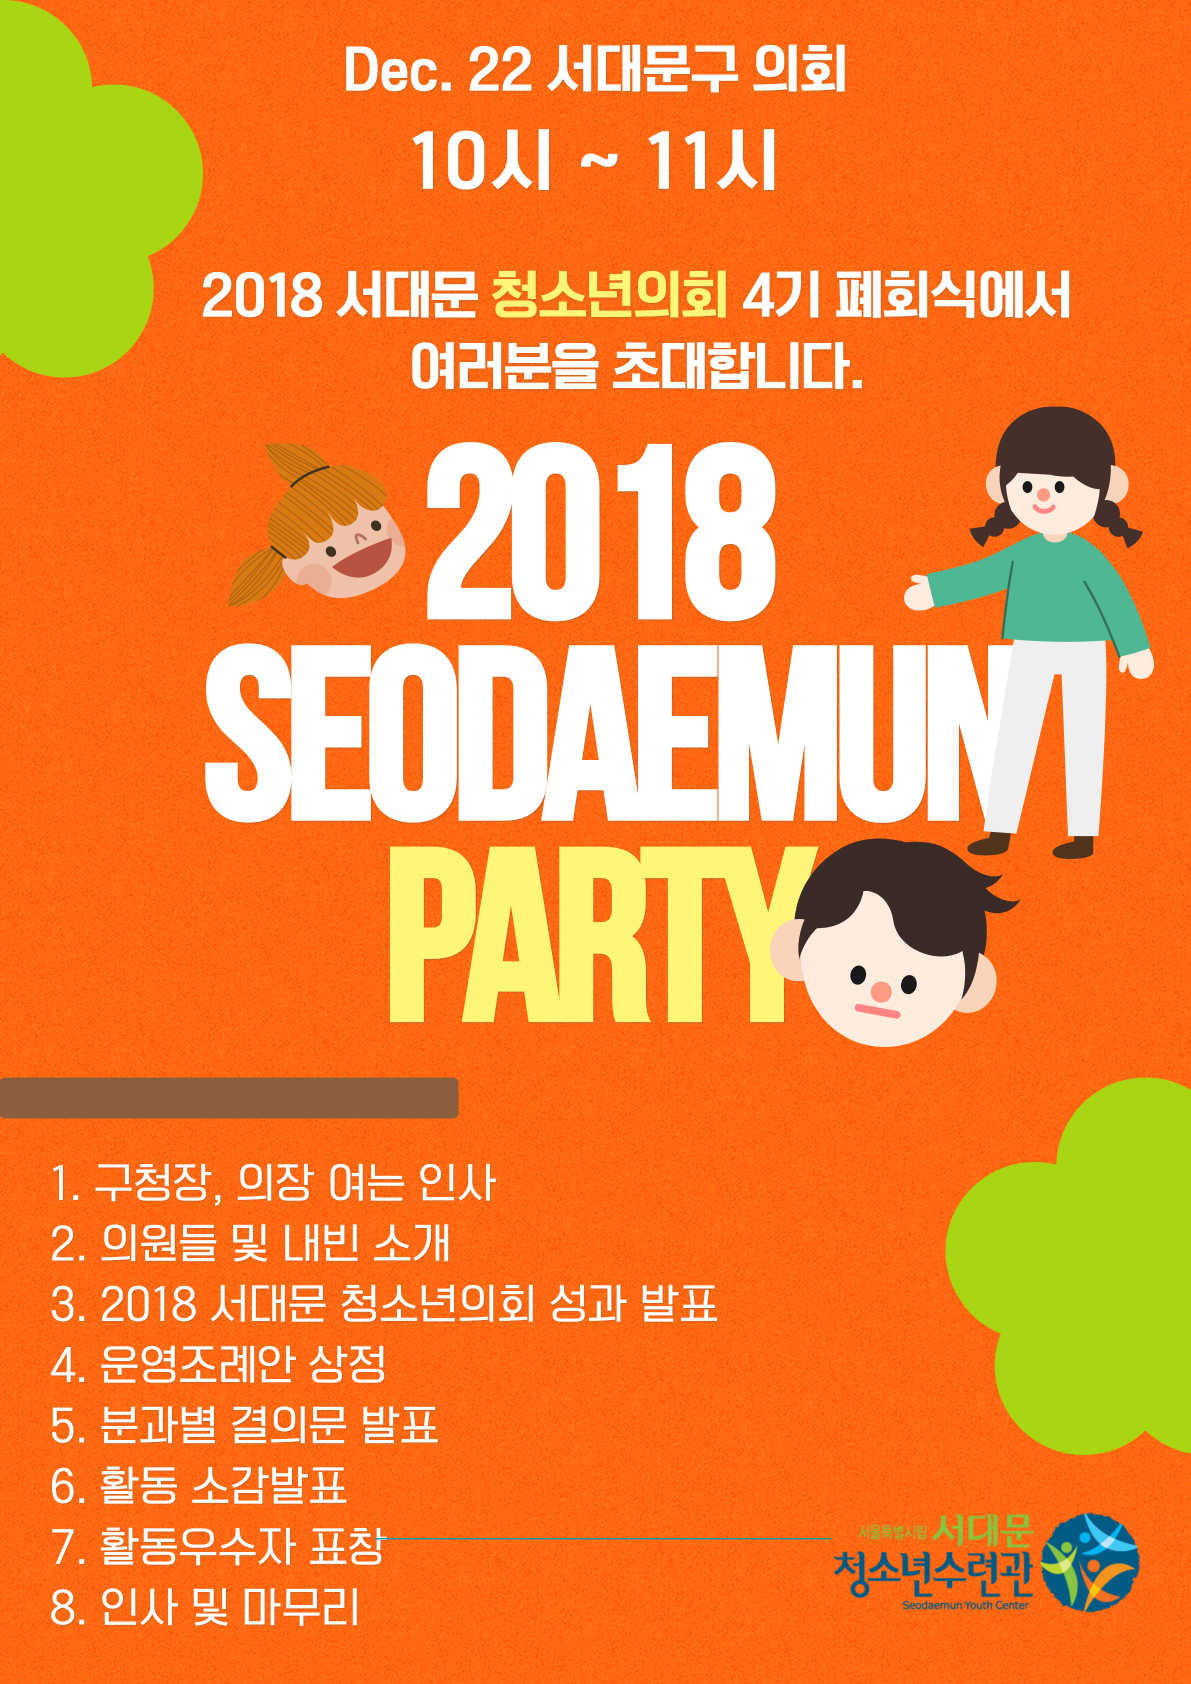 Dec. 22 서대문구 의회
10시 ~ 11시
2018 서대문 청소년의회 4기 폐회식에서
여러분을 초대합니다.
2018
SEODAEMUN
PARTY
1. 구청장, 의장 여는 인사
2. 의원들 및 내빈 소개
3. 2018 서대문 청소년의회 성과 발표
4. 운영조례안 상정
5. 분과별 결의문 발표
6. 활동 소감발표
7. 활동우수자 표창
8. 인사 및 마무리
서울특별시립 서대문
청소년수련관
Seodaemun Youth Center